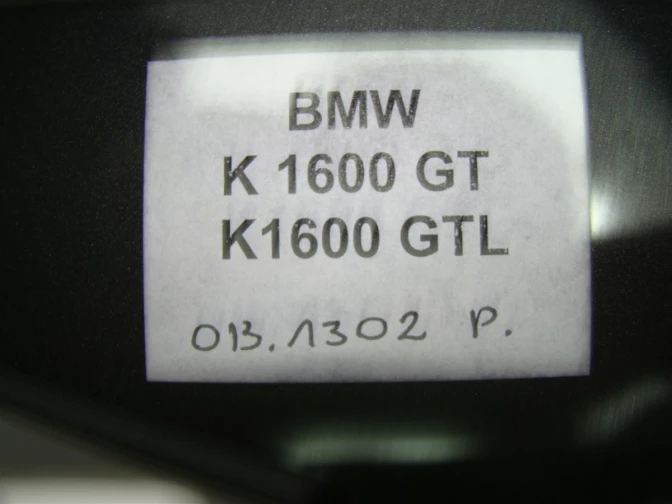 BMW
K 1600 GT
K1600 GTL
013.1302 P.